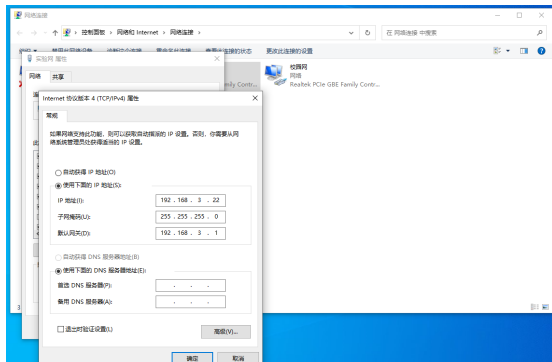 网络连接
控制面板 › 网络和 Internet › 网络连接 ›
在 网络连接 中搜索
更改此连接的设置
实验网 属性
网络 共享
校园网
网络
Realtek PCIe GBE Family Contr...
mily Contr...
Internet 协议版本 4 (TCP/IPv4) 属性
常规
如果网络支持此功能，则可以获取自动指派的 IP 设置。否则，你需要从网
络系统管理员处获得适当的 IP 设置。
自动获得 IP 地址(O)
使用下面的 IP 地址(S):
IP 地址(I): 192 . 168 . 3 . 22
子网掩码(U): 255 . 255 . 255 . 0
默认网关(D): 192 . 168 . 3 . 1
自动获得 DNS 服务器地址(B)
使用下面的 DNS 服务器地址(E):
首选 DNS 服务器(P): . . .
备用 DNS 服务器(A): . . .
退出时验证设置(L)
高级(V)...
确定 取消